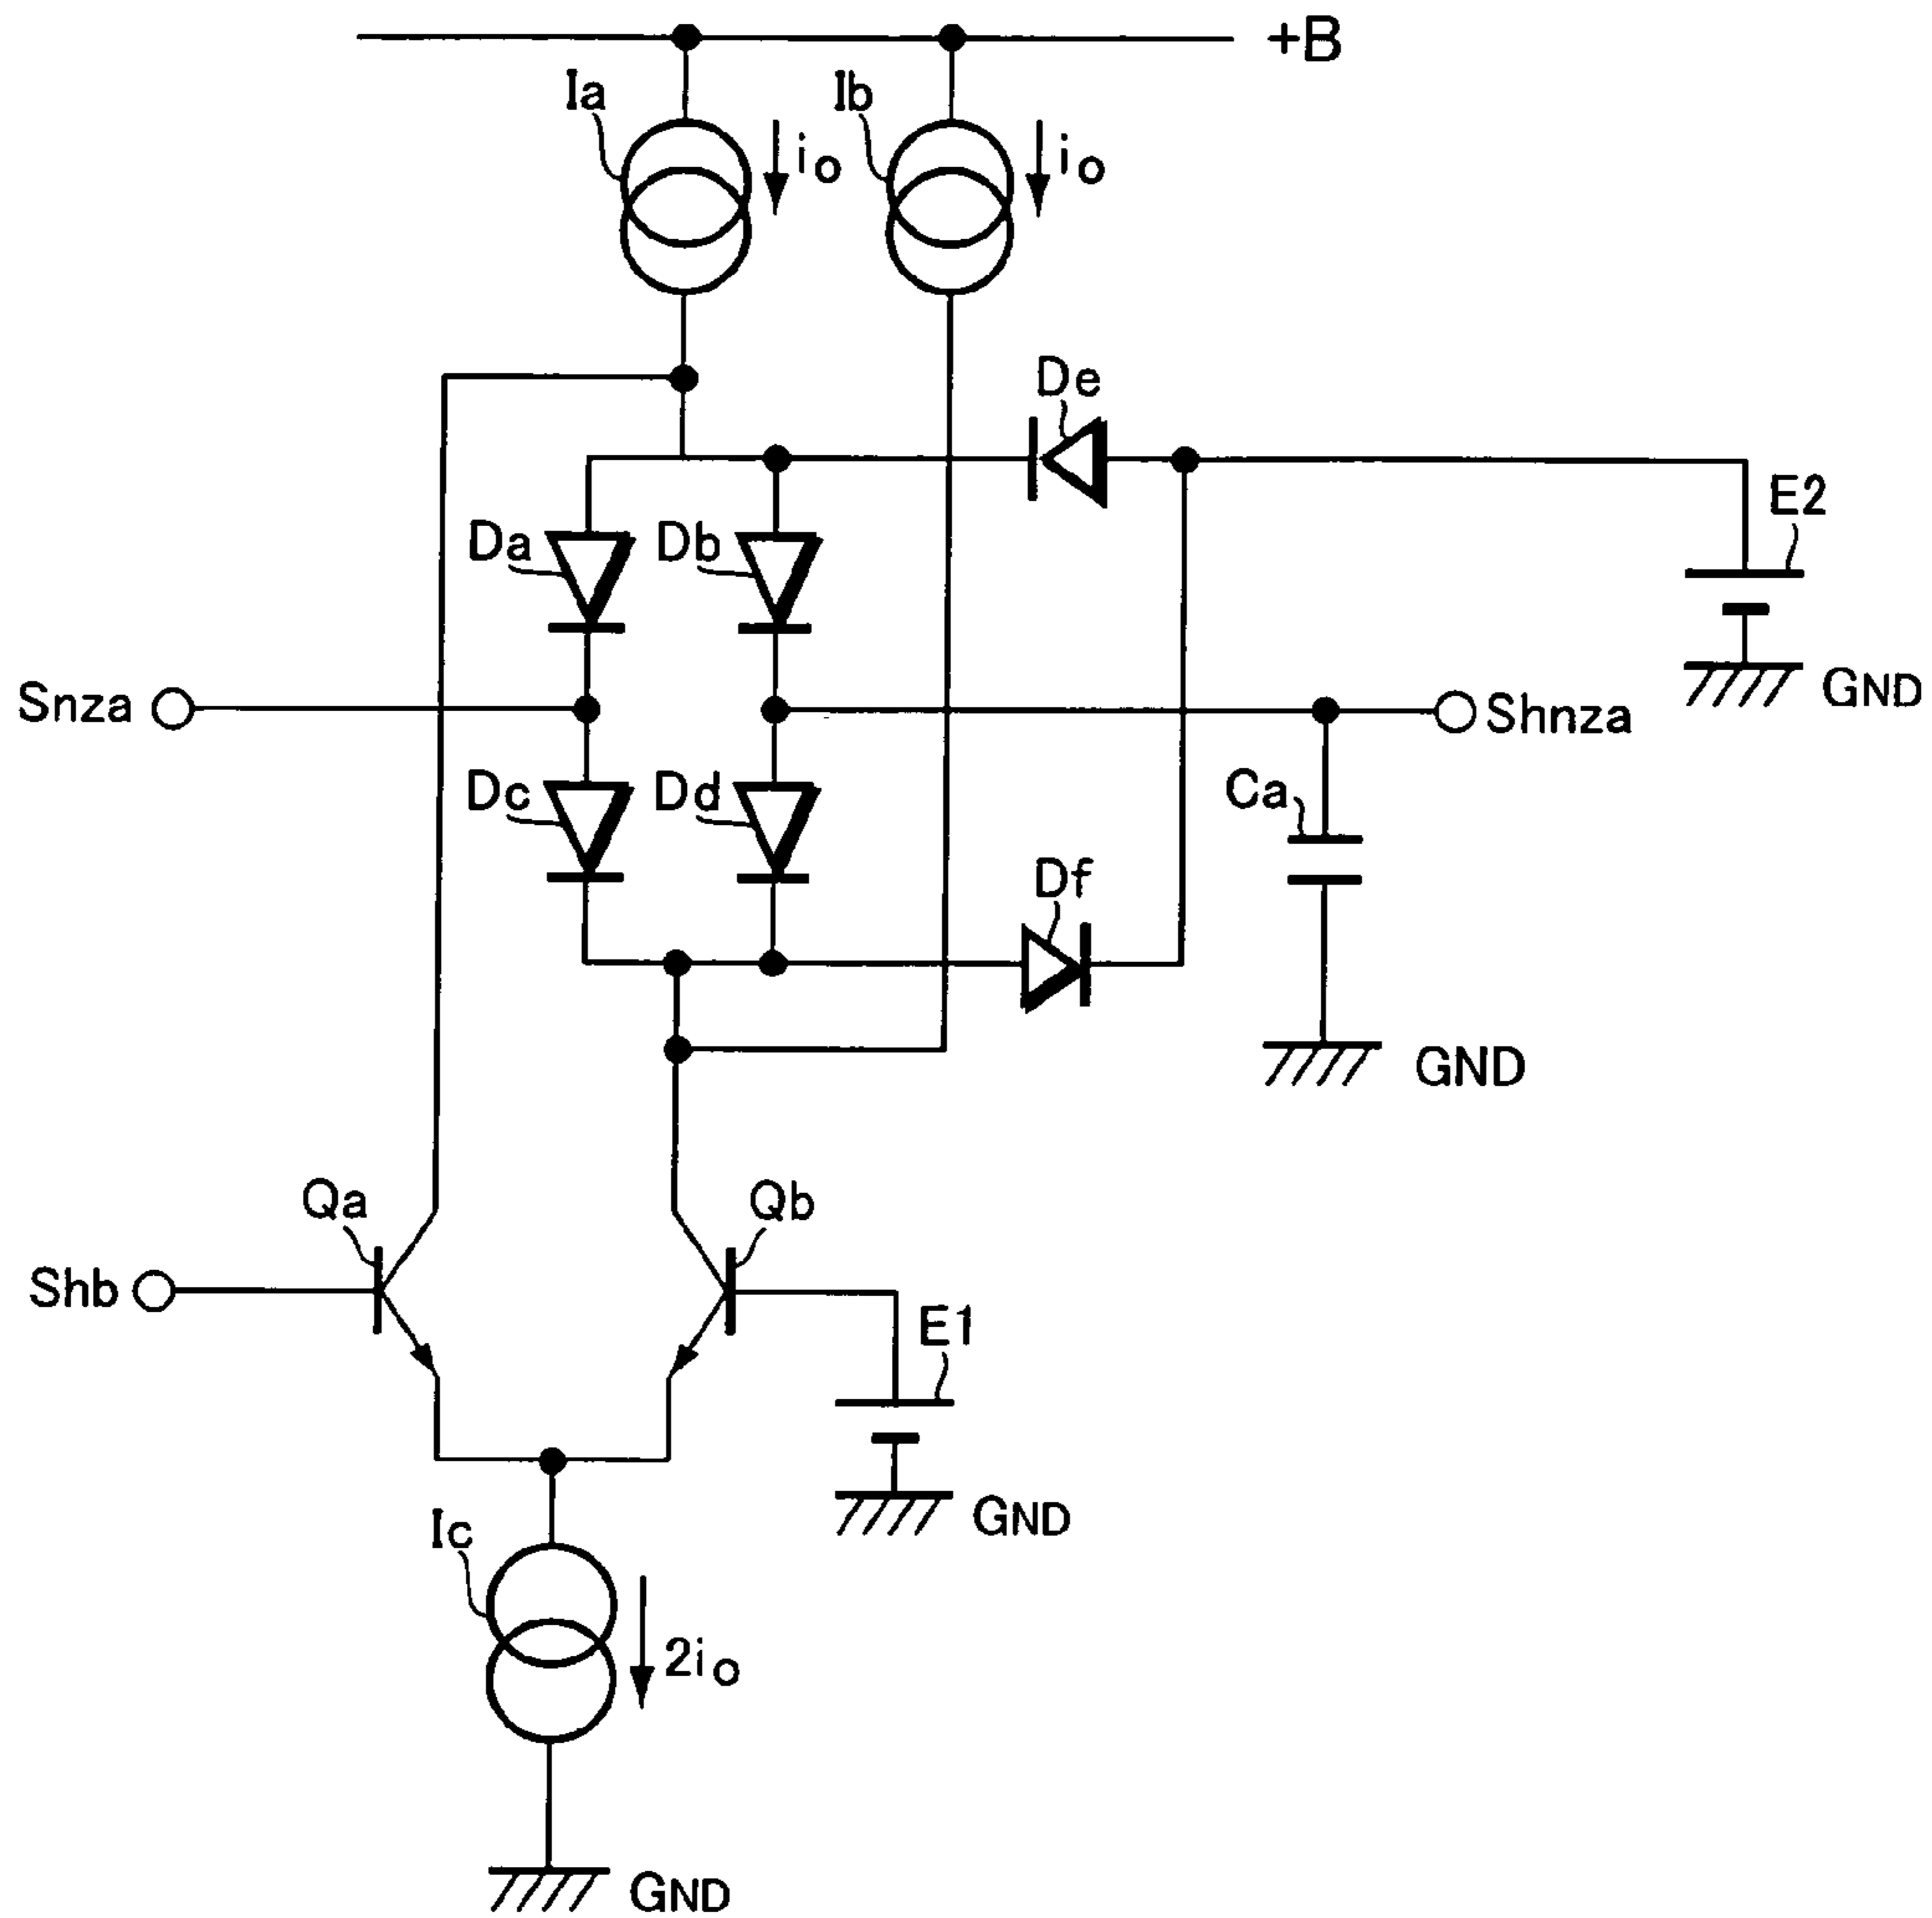 +B
Ia
Ib
io
io
De
E2
Da
Db
Snza
GND
Shnza
Dc
Dd
Ca
Df
GND
Qa
Qb
Shb
E1
Ic
GND
2io
GND